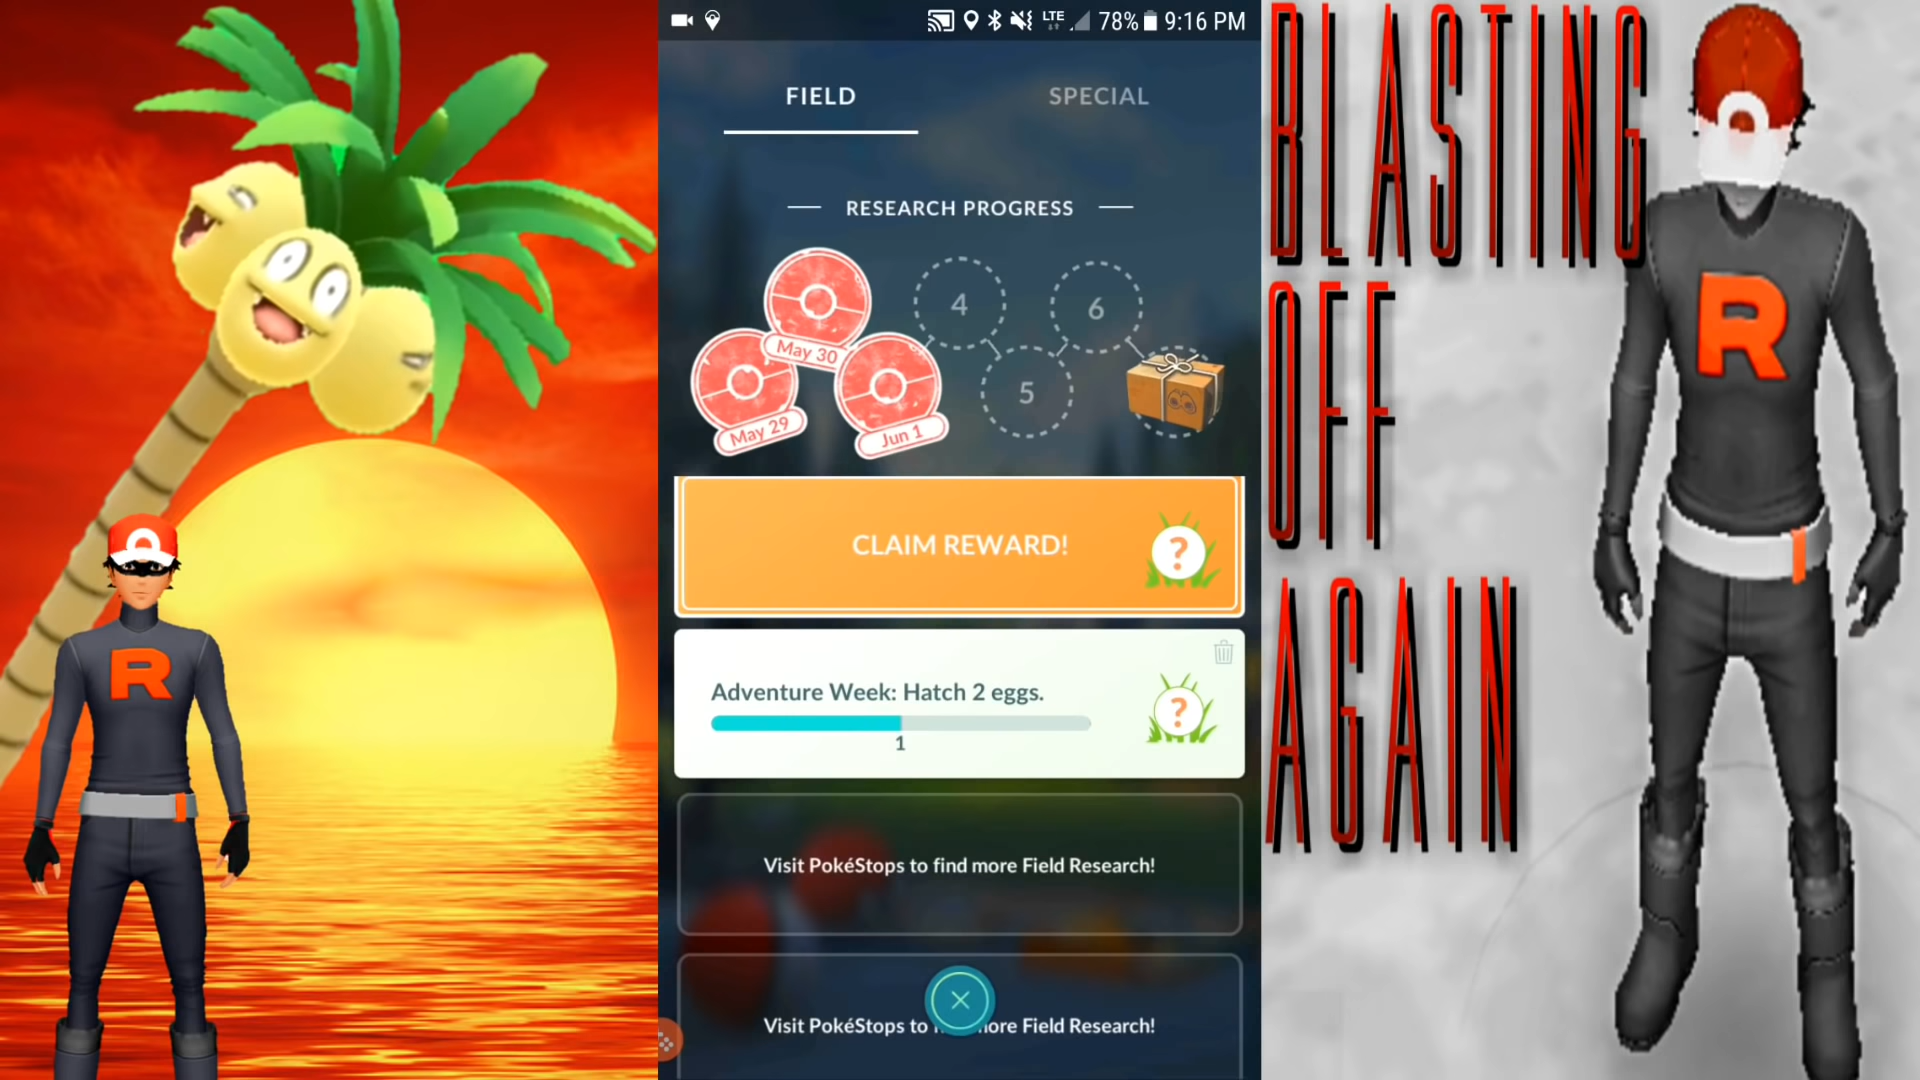 LTE 78% 9:16 PM
FIELD SPECIAL
RESEARCH PROGRESS
May 30
4
6
May 29
Jun 1
5
CLAIM REWARD!
?
Adventure Week: Hatch 2 eggs.
?
1
Visit PokéStops to find more Field Research!
Visit PokéStops to more Field Research!
R
BLASTING
OFF
AGAIN
R